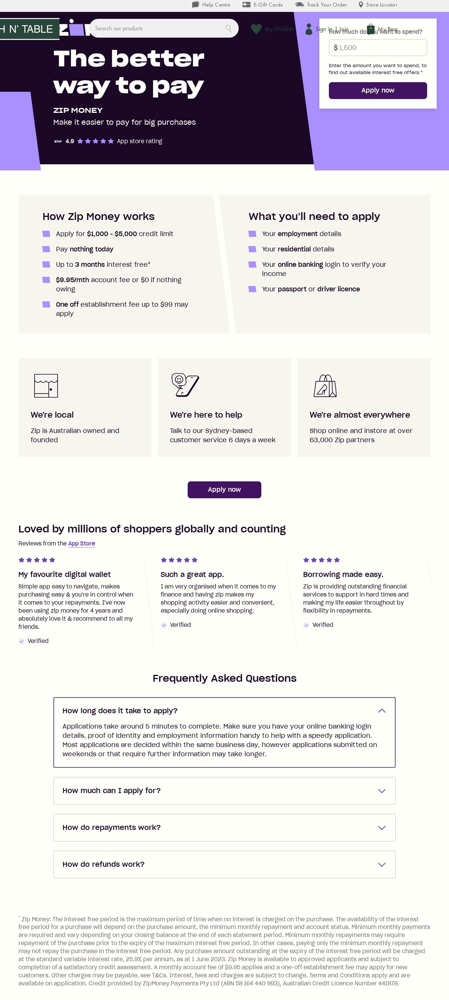 Help Centre
E-Gift Cards
Track Your Order
Store Locator
H N' TABLE
Search our products
My Wishlist
Sign In | Join
My Bag
The better
way to pay
ZIP MONEY
Make it easier to pay for big purchases
zip 4.9 App store rating
How much do you want to spend?
$ 1,500
Enter the amount you want to spend, to
find out available interest free offers.*
Apply now
How Zip Money works
Apply for $1,000 - $5,000 credit limit
Pay nothing today
Up to 3 months interest free*
$9.95/mth account fee or $0 if nothing
owing
One off establishment fee up to $99 may
apply
What you’ll need to apply
Your employment details
Your residential details
Your online banking login to verify your
income
Your passport or driver licence
We're local
Zip is Australian owned and
founded
We're here to help
Talk to our Sydney-based
customer service 6 days a week
We're almost everywhere
Shop online and instore at over
63,000 Zip partners
Apply now
Loved by millions of shoppers globally and counting
Reviews from the App Store
My favourite digital wallet
Simple app easy to navigate, makes
purchasing easy & you're in control when
it comes to your repayments. I've now
been using zip money for 4 years and
absolutely love it & recommend to all my
friends.
Verified
Such a great app.
I am very organised when it comes to my
finance and having zip makes my
shopping activity easier and convenient,
especially doing online shopping.
Verified
Borrowing made easy.
Zip is providing outstanding financial
services to support in hard times and
making my life easier throughout by
flexibility in repayments.
Verified
Frequently Asked Questions
How long does it take to apply?
Applications take around 5 minutes to complete. Make sure you have your online banking login
details, proof of identity and employment information handy to help with a speedy application.
Most applications are decided within the same business day, however applications submitted on
weekends or that require further information may take longer.
How much can I apply for?
How do repayments work?
How do refunds work?
* Zip Money: The interest free period is the maximum period of time when no interest is charged on the purchase. The availability of the interest
free period for a purchase will depend on the purchase amount, the minimum monthly repayment and account status. Minimum monthly payments
are required and vary depending on your closing balance at the end of each statement period. Minimum monthly repayments may require
repayment of the purchase prior to the expiry of the maximum interest free period. In other cases, paying only the minimum monthly repayment
may not repay the purchase in the interest free period. Any purchase amount outstanding at the expiry of the interest free period will be charged
at the standard variable interest rate, 25.9% per annum, as at 1 June 2023. Zip Money is available to approved applicants and subject to
completion of a satisfactory credit assessment. A monthly account fee of $9.95 applies and a one-off establishment fee may apply for new
customers. Other charges may be payable, see T&Cs. Interest, fees and charges are subject to change. Terms and Conditions apply and are
available on application. Credit provided by ZipMoney Payments Pty Ltd (ABN 58 164 440 993), Australian Credit Licence Number 441878.